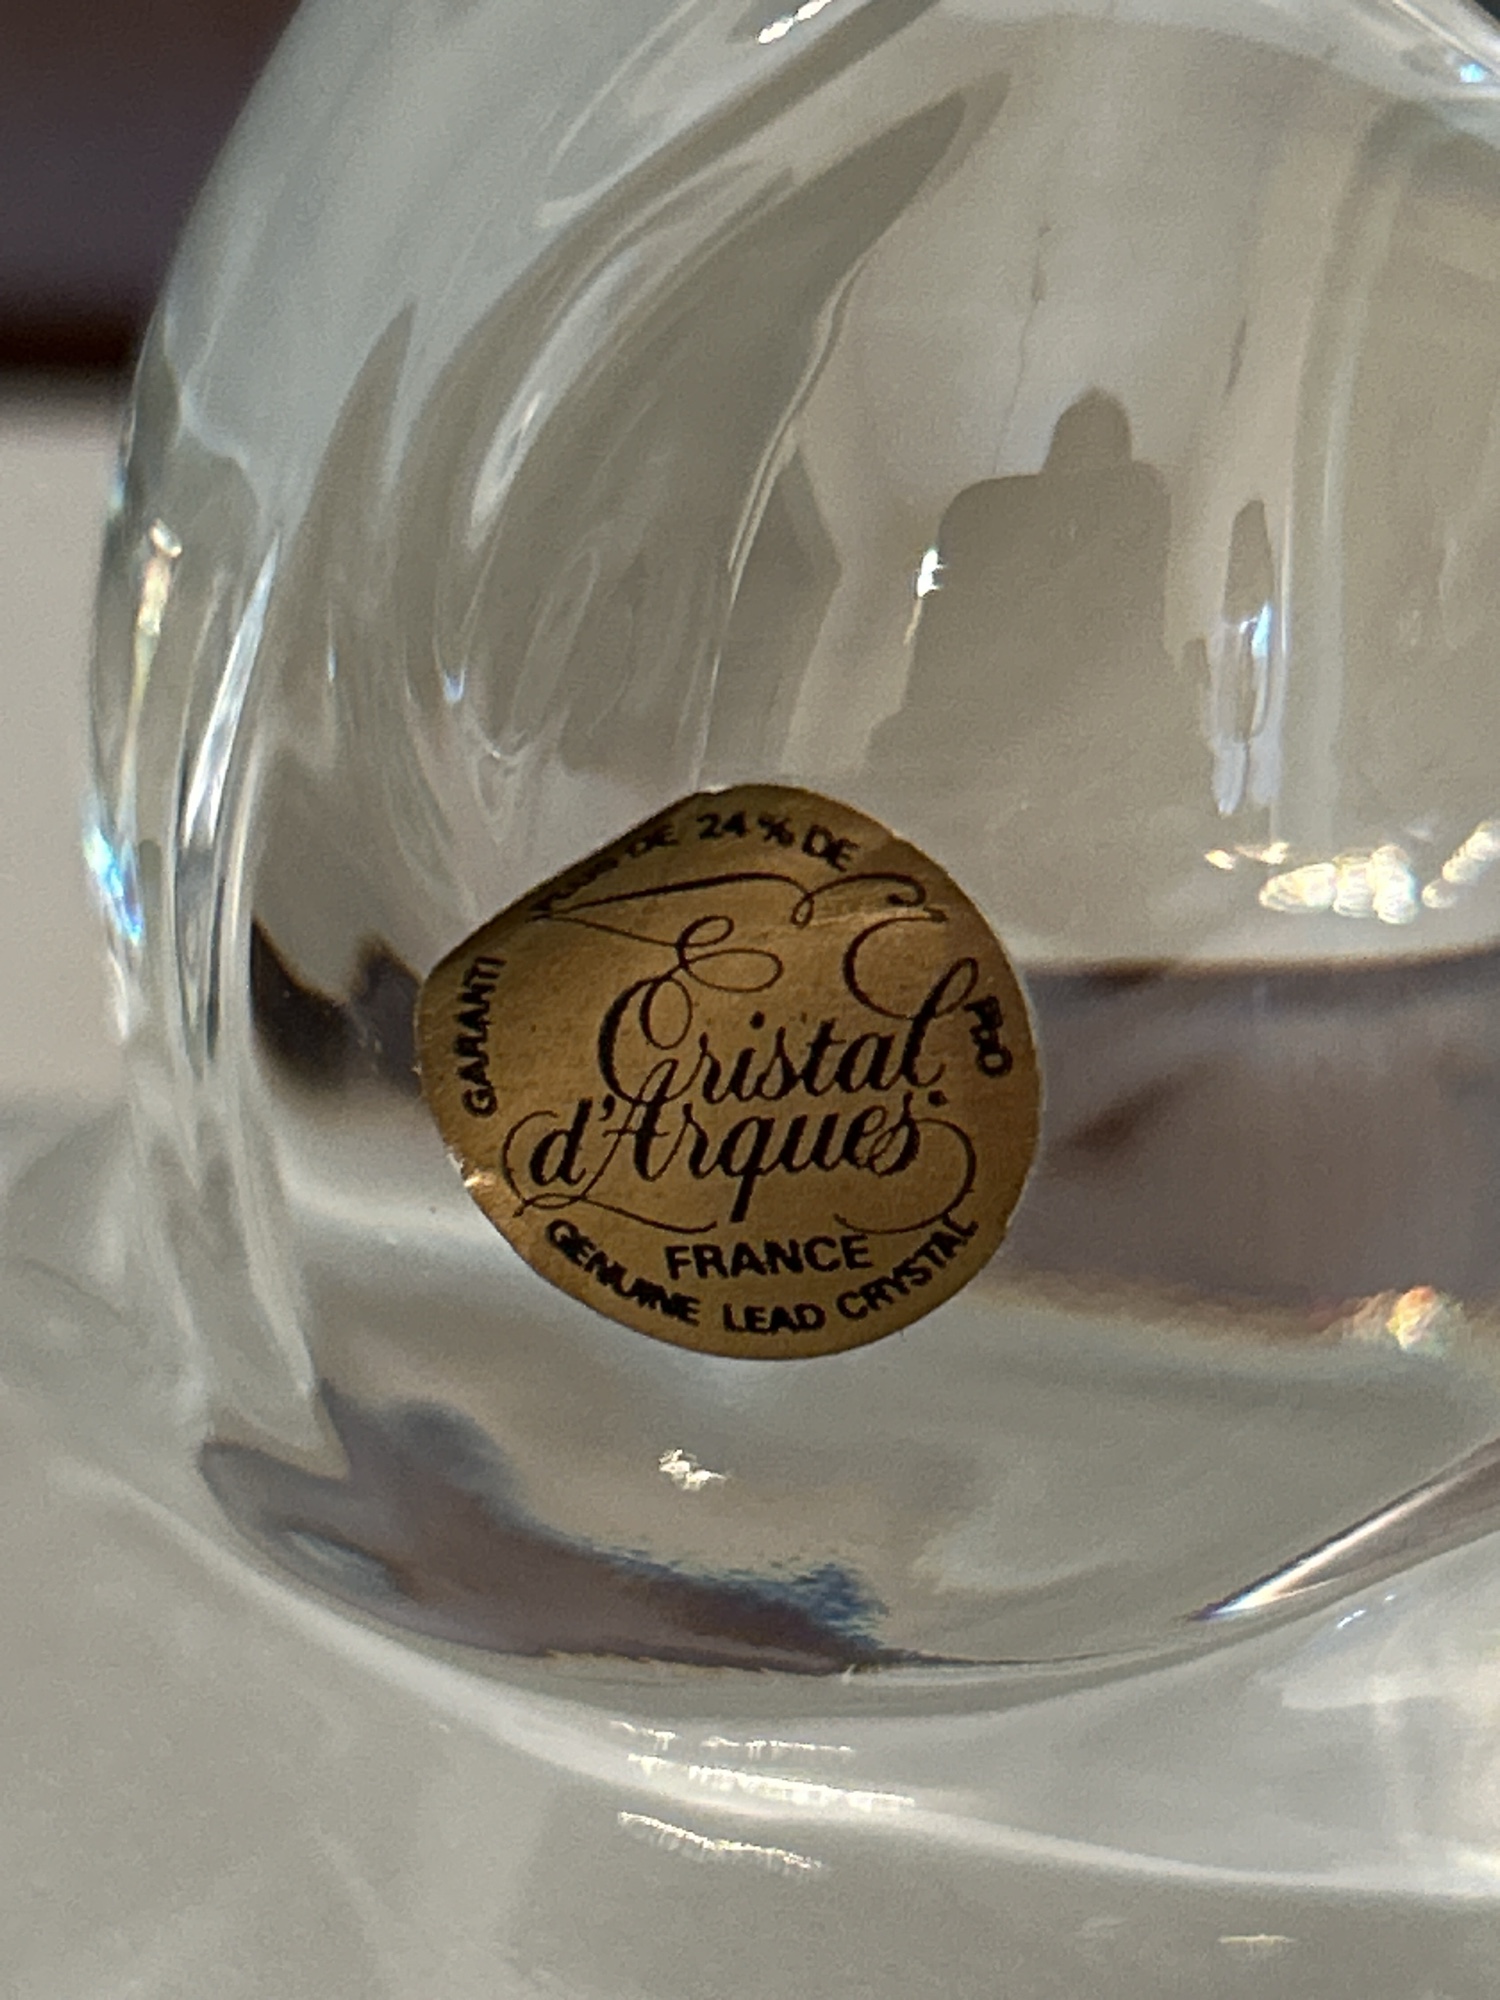 GARANTI PLUS DE 24 % DE PbO
Cristal
d'Arques
FRANCE
GENUINE LEAD CRYSTAL